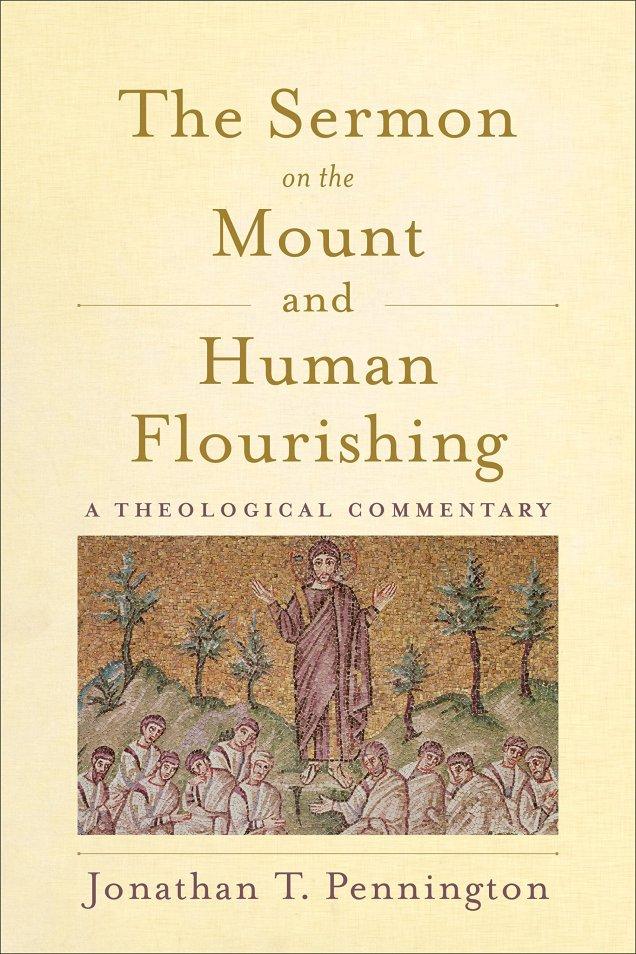 The Sermon
on the
Mount
and
Human
Flourishing
A THEOLOGICAL COMMENTARY
Jonathan T. Pennington